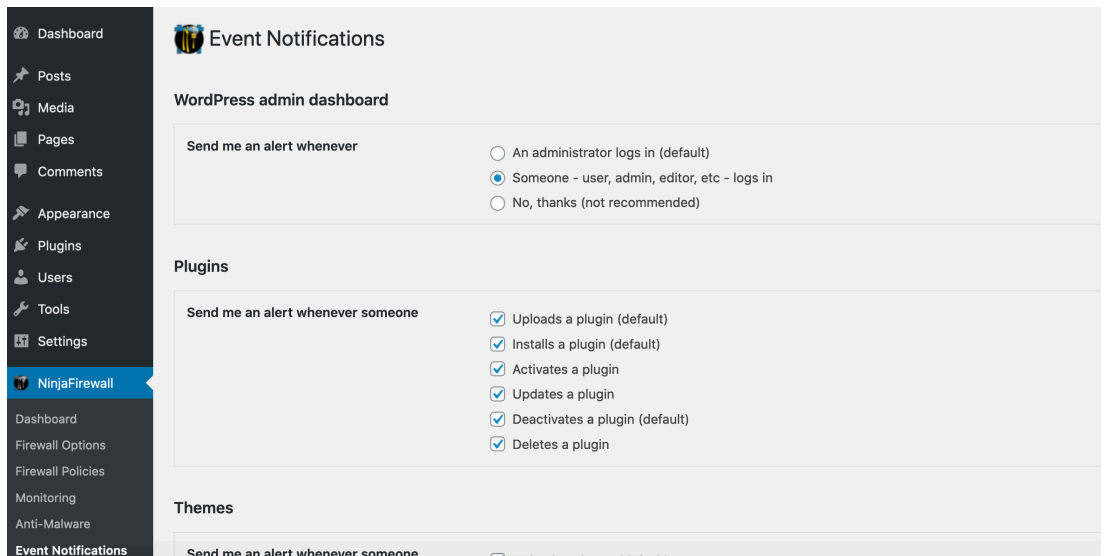 Dashboard
Posts
Media
Pages
Comments
Appearance
Plugins
Users
Tools
Settings
NinjaFirewall
Dashboard
Firewall Options
Firewall Policies
Monitoring
Anti-Malware
Event Notifications
Event Notifications
WordPress admin dashboard
Send me an alert whenever
An administrator logs in (default)
Someone - user, admin, editor, etc - logs in
No, thanks (not recommended)
Plugins
Send me an alert whenever someone
Uploads a plugin (default)
Installs a plugin (default)
Activates a plugin
Updates a plugin
Deactivates a plugin (default)
Deletes a plugin
Themes
Send me an alert whenever someone